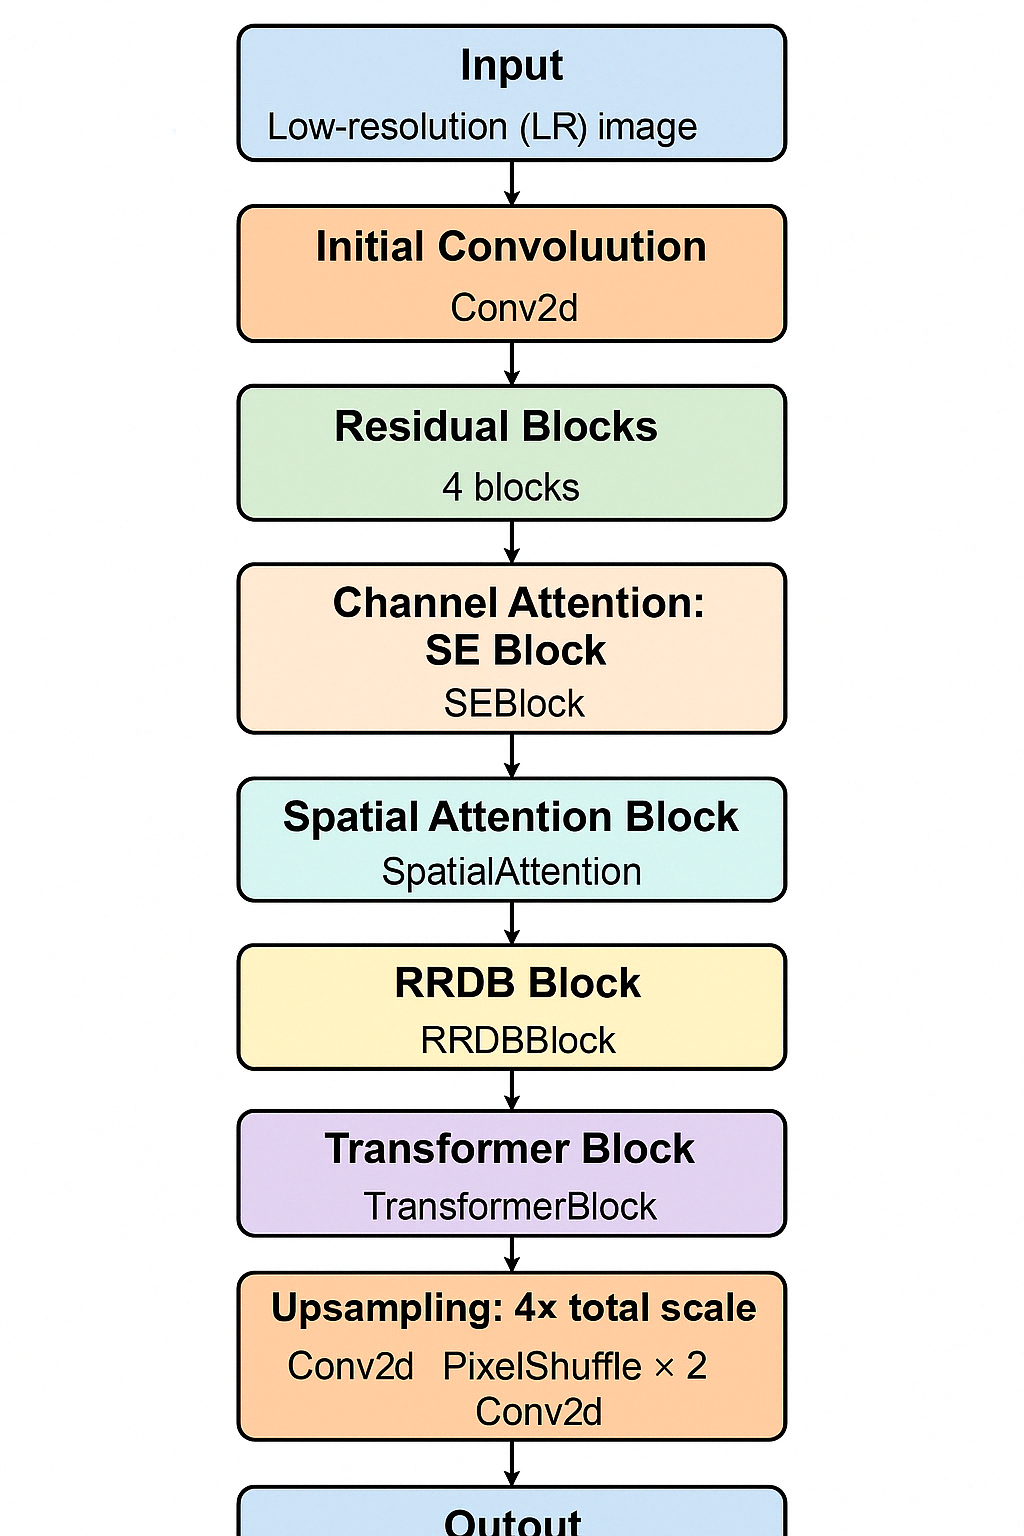 Input
Low-resolution (LR) image
Initial Convoluution
Conv2d
Residual Blocks
4 blocks
Channel Attention:
SE Block
SEBlock
Spatial Attention Block
SpatialAttention
RRDB Block
RRDBBlock
Transformer Block
TransformerBlock
Upsampling: 4x total scale
Conv2d PixelShuffle × 2
Conv2d
Outout